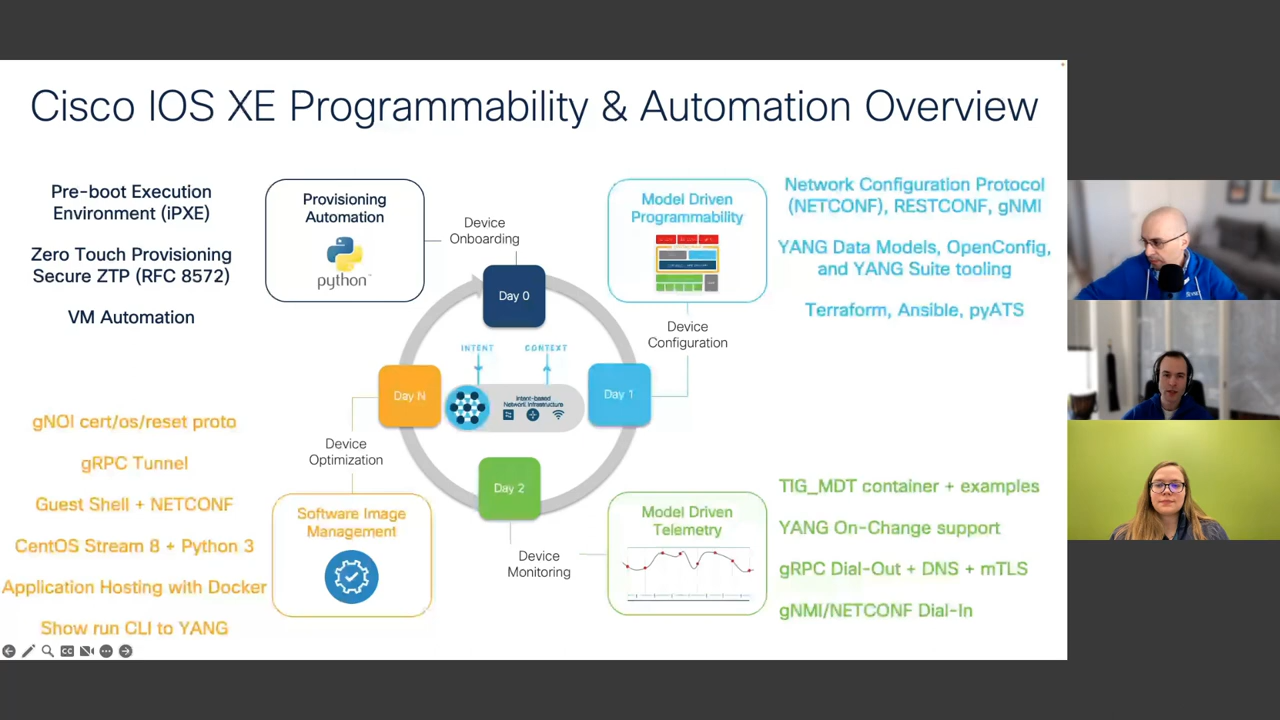 Cisco IOS XE Programmability & Automation Overview
Pre-boot Execution
Environment (iPXE)
Zero Touch Provisioning
Secure ZTP (RFC 8572)
VM Automation
Provisioning
Automation
python
Device
Onboarding
Day 0
Model Driven
Programmability
Network Configuration Protocol
(NETCONF), RESTCONF, gNMI
YANG Data Models, OpenConfig,
and YANG Suite tooling
Terraform, Ansible, pyATS
Device
Configuration
INTENT
CONTEXT
Day N
Intent-based
Network Infrastructure
Day 1
gNOI cert/os/reset proto
gRPC Tunnel
Guest Shell + NETCONF
CentOS Stream 8 + Python 3
Application Hosting with Docker
Show run CLI to YANG
Device
Optimization
Software Image
Management
Day 2
Device
Monitoring
Model Driven
Telemetry
TIG_MDT container + examples
YANG On-Change support
gRPC Dial-Out + DNS + mTLS
gNMI/NETCONF Dial-In
CC